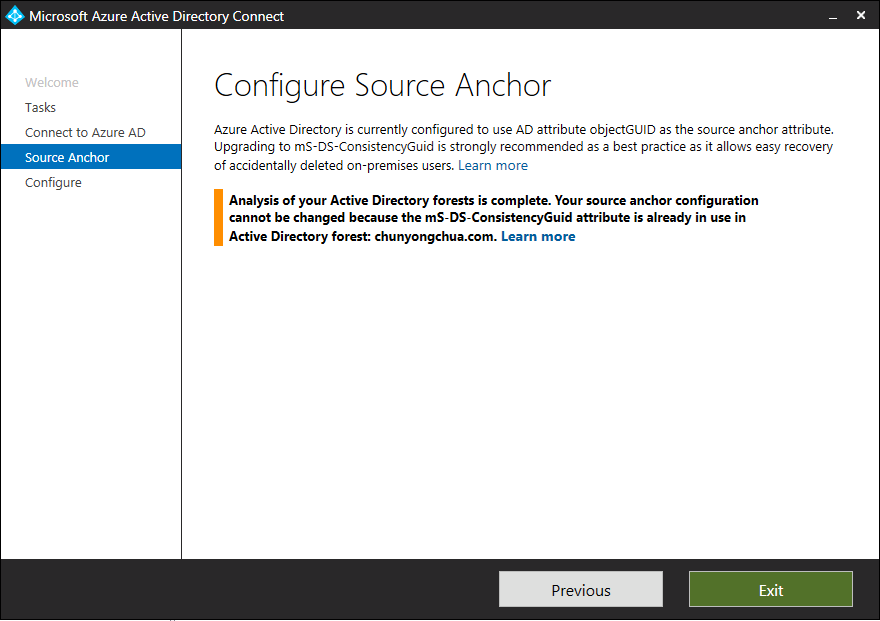 Microsoft Azure Active Directory Connect
Welcome
Tasks
Connect to Azure AD
Source Anchor
Configure
Configure Source Anchor
Azure Active Directory is currently configured to use AD attribute objectGUID as the source anchor attribute.
Upgrading to mS-DS-ConsistencyGuid is strongly recommended as a best practice as it allows easy recovery
of accidentally deleted on-premises users. Learn more
Analysis of your Active Directory forests is complete. Your source anchor configuration
cannot be changed because the mS-DS-ConsistencyGuid attribute is already in use in
Active Directory forest: chunyongchua.com. Learn more
Previous
Exit